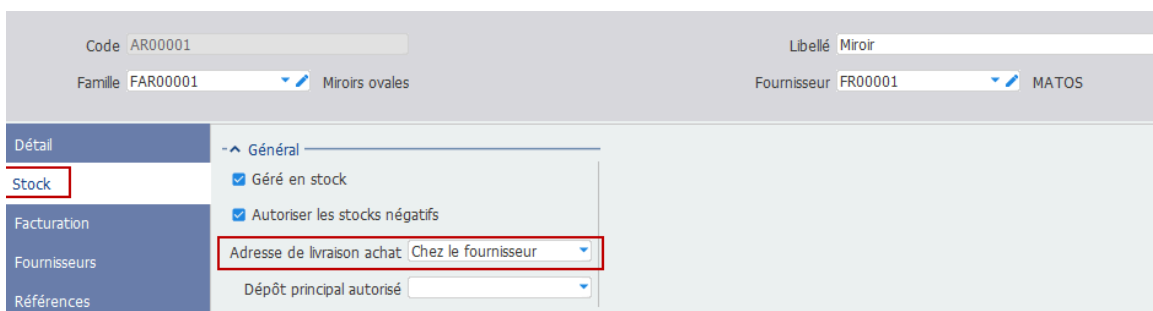 Code AR00001 Libellé Miroir
Famille FAR00001 Miroirs ovales Fournisseur FR00001 MATOS
Détail
Stock
Facturation
Fournisseurs
Références
Général
Géré en stock
Autoriser les stocks négatifs
Adresse de livraison achat Chez le fournisseur
Dépôt principal autorisé